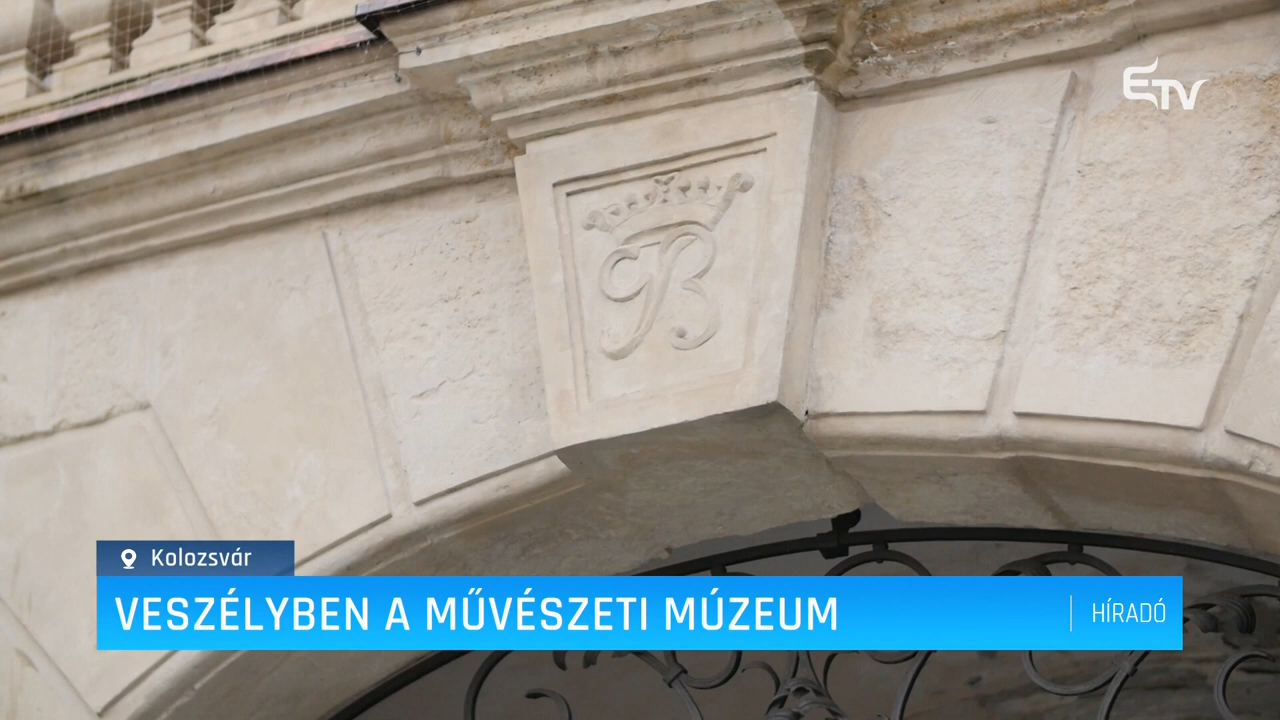 ETV
B
Kolozsvár
VESZÉLYBEN A MŰVÉSZETI MÚZEUM
HÍRADÓ